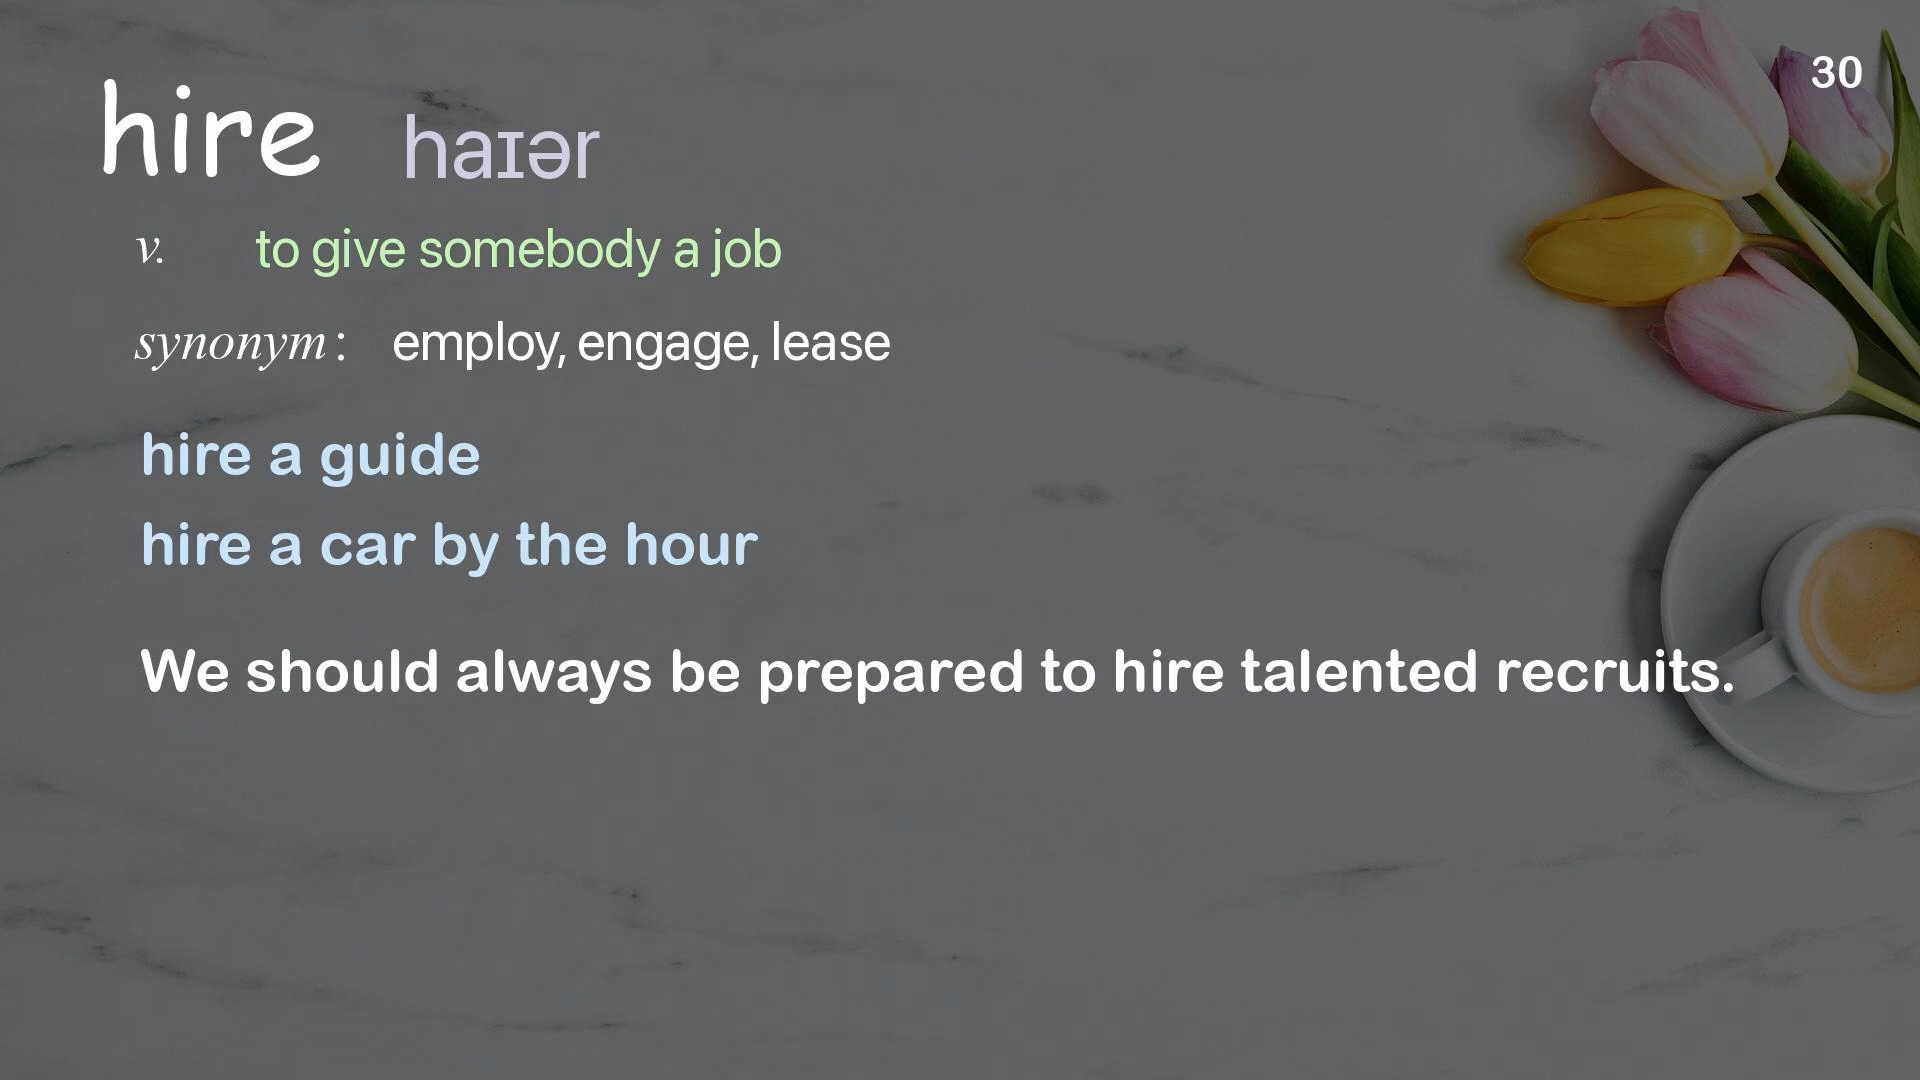 30
hire haɪər
v. to give somebody a job
synonym: employ, engage, lease
hire a guide
hire a car by the hour
We should always be prepared to hire talented recruits.